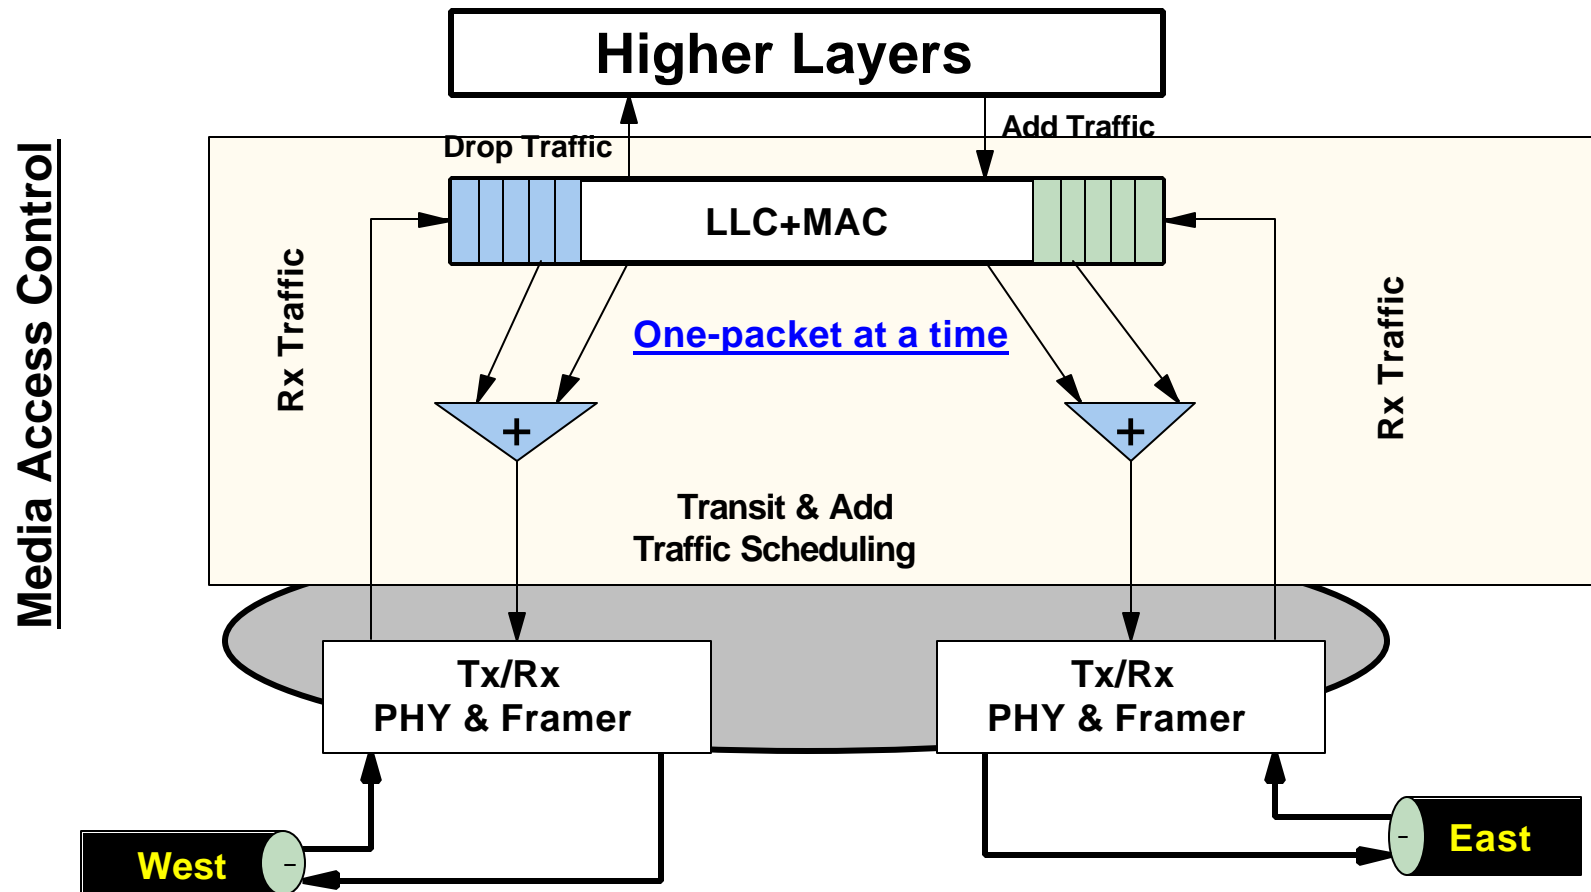 Higher Layers
Drop Traffic
Add Traffic
Media Access Control
LLC+MAC
Rx Traffic
One-packet at a time
Rx Traffic
+
+
Transit & Add
Traffic Scheduling
Tx/Rx
PHY & Framer
Tx/Rx
PHY & Framer
West
East